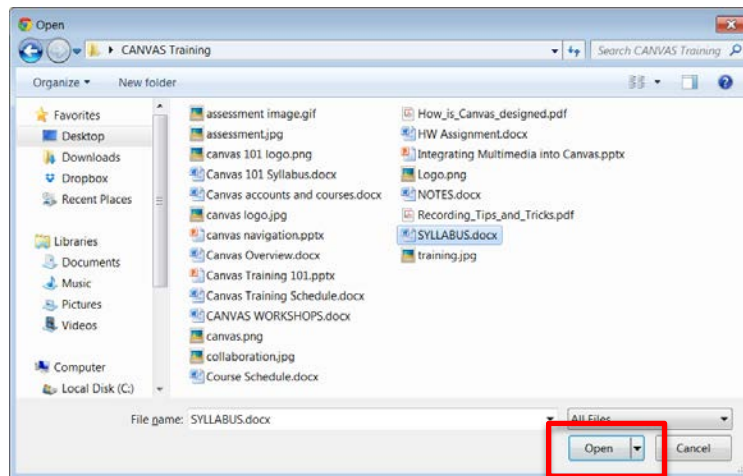 Open
CANVAS Training
Search CANVAS Training
Organize
New folder
Favorites
Desktop
Downloads
Dropbox
Recent Places
Libraries
Documents
Music
Pictures
Videos
Computer
Local Disk (C:)
assessment image.gif
assessment.jpg
canvas 101 logo.png
Canvas 101 Syllabus.docx
Canvas accounts and courses.docx
canvas logo.jpg
canvas navigation.pptx
Canvas Overview.docx
Canvas Training 101.pptx
Canvas Training Schedule.docx
CANVAS WORKSHOPS.docx
canvas.png
collaboration.jpg
Course Schedule.docx
How_is_Canvas_designed.pdf
HW Assignment.docx
Integrating Multimedia into Canvas.pptx
Logo.png
NOTES.docx
Recording_Tips_and_Tricks.pdf
SYLLABUS.docx
training.jpg
File name: SYLLABUS.docx
All Files
Open
Cancel